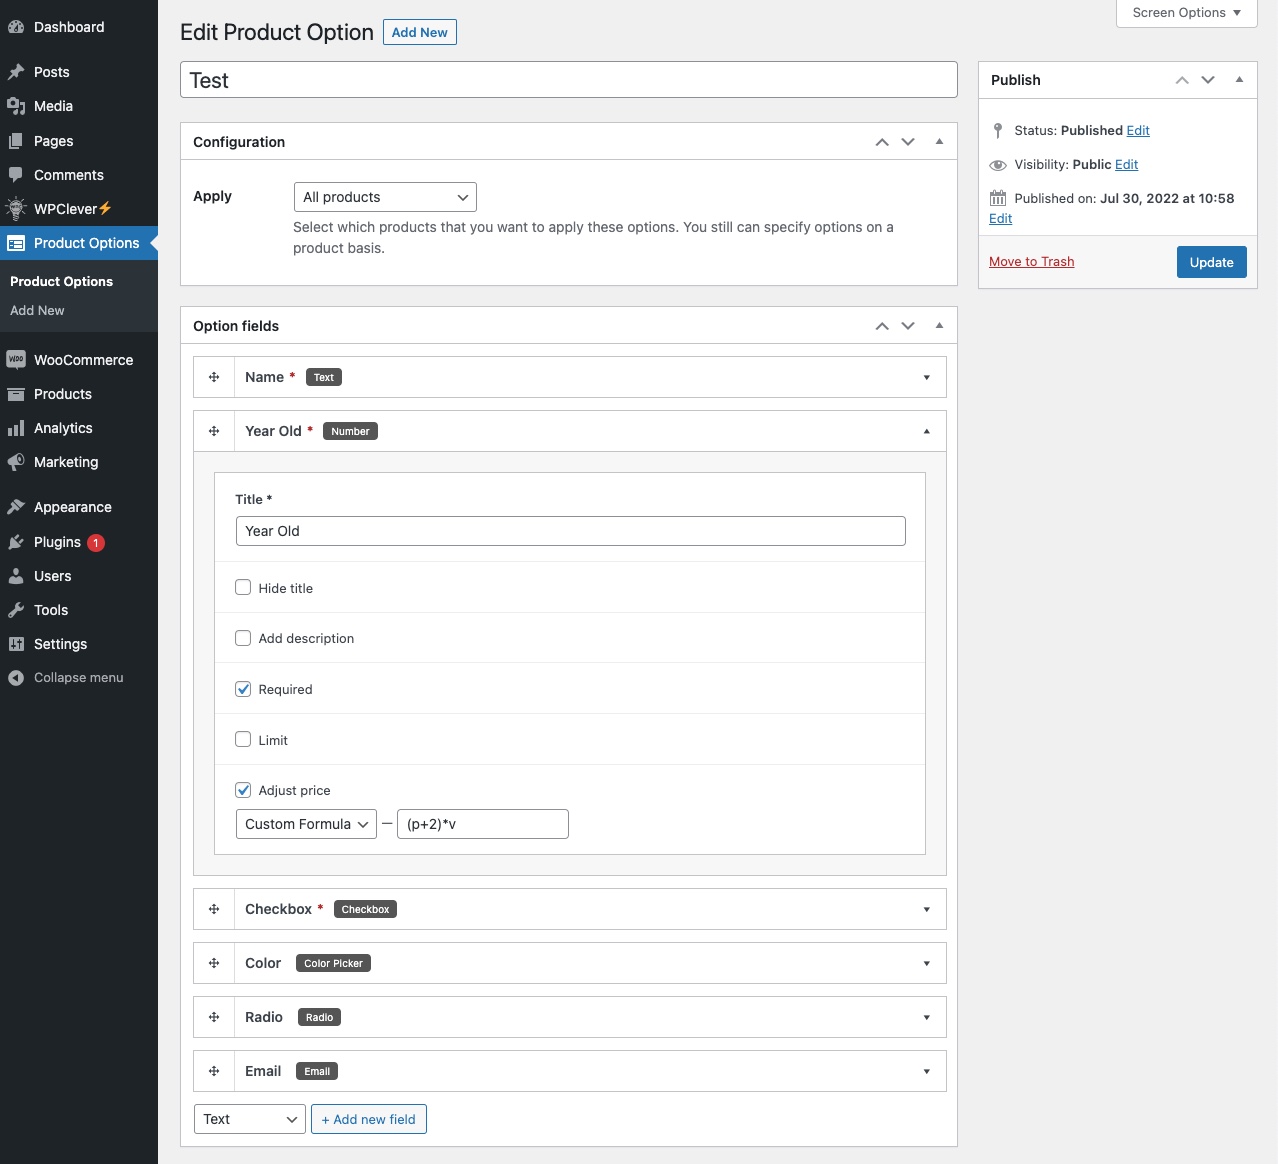 Dashboard
Posts
Media
Pages
Comments
WPClever⚡
Product Options
Product Options
Add New
WooCommerce
Products
Analytics
Marketing
Appearance
Plugins 1
Users
Tools
Settings
Collapse menu
Screen Options
Edit Product Option Add New
Test
Configuration
Apply
All products
Select which products that you want to apply these options. You still can specify options on a
product basis.
Option fields
Name * Text
Year Old * Number
Title *
Year Old
Hide title
Add description
Required
Limit
Adjust price
Custom Formula – (p+2)*v
Checkbox * Checkbox
Color Color Picker
Radio Radio
Email Email
Text + Add new field
Publish
Status: Published Edit
Visibility: Public Edit
Published on: Jul 30, 2022 at 10:58
Edit
Move to Trash Update